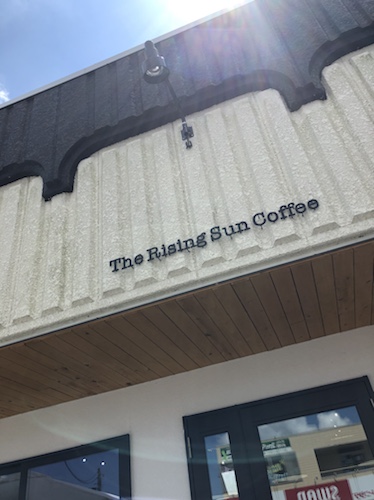 The Rising Sun Coffee